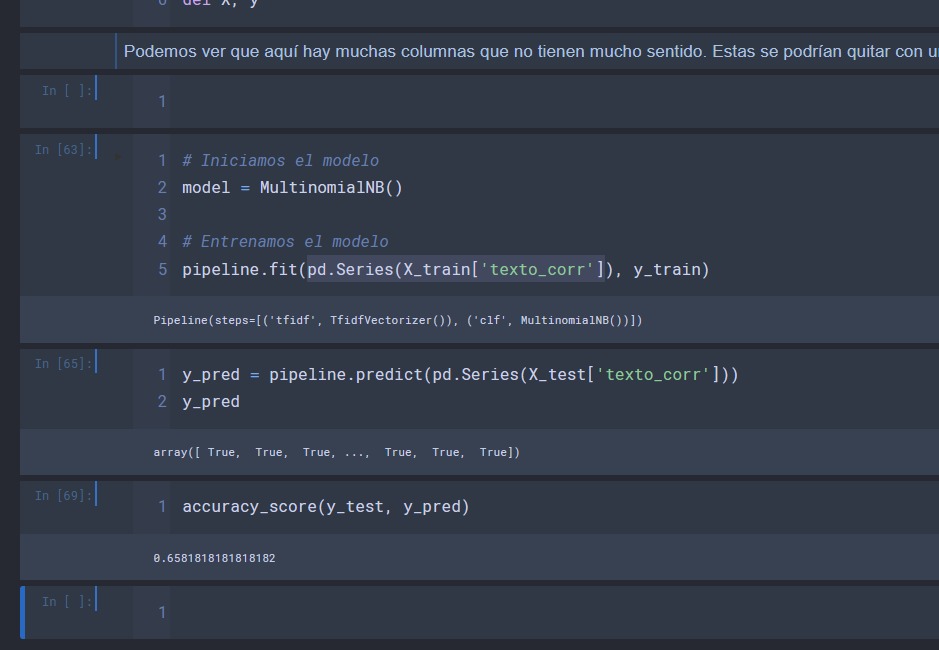 6 del X, y
Podemos ver que aquí hay muchas columnas que no tienen mucho sentido. Estas se podrían quitar con
In [ ]:
1
In [63]:
1 # Iniciamos el modelo
2 model = MultinomialNB()
3
4 # Entrenamos el modelo
5 pipeline.fit(pd.Series(X_train['texto_corr']), y_train)
Pipeline(steps=[('tfidf', TfidfVectorizer()), ('clf', MultinomialNB())])
In [65]:
1 y_pred = pipeline.predict(pd.Series(X_test['texto_corr']))
2 y_pred
array([ True,  True,  True, ...,  True,  True,  True])
In [69]:
1 accuracy_score(y_test, y_pred)
0.6581818181818182
In [ ]:
1